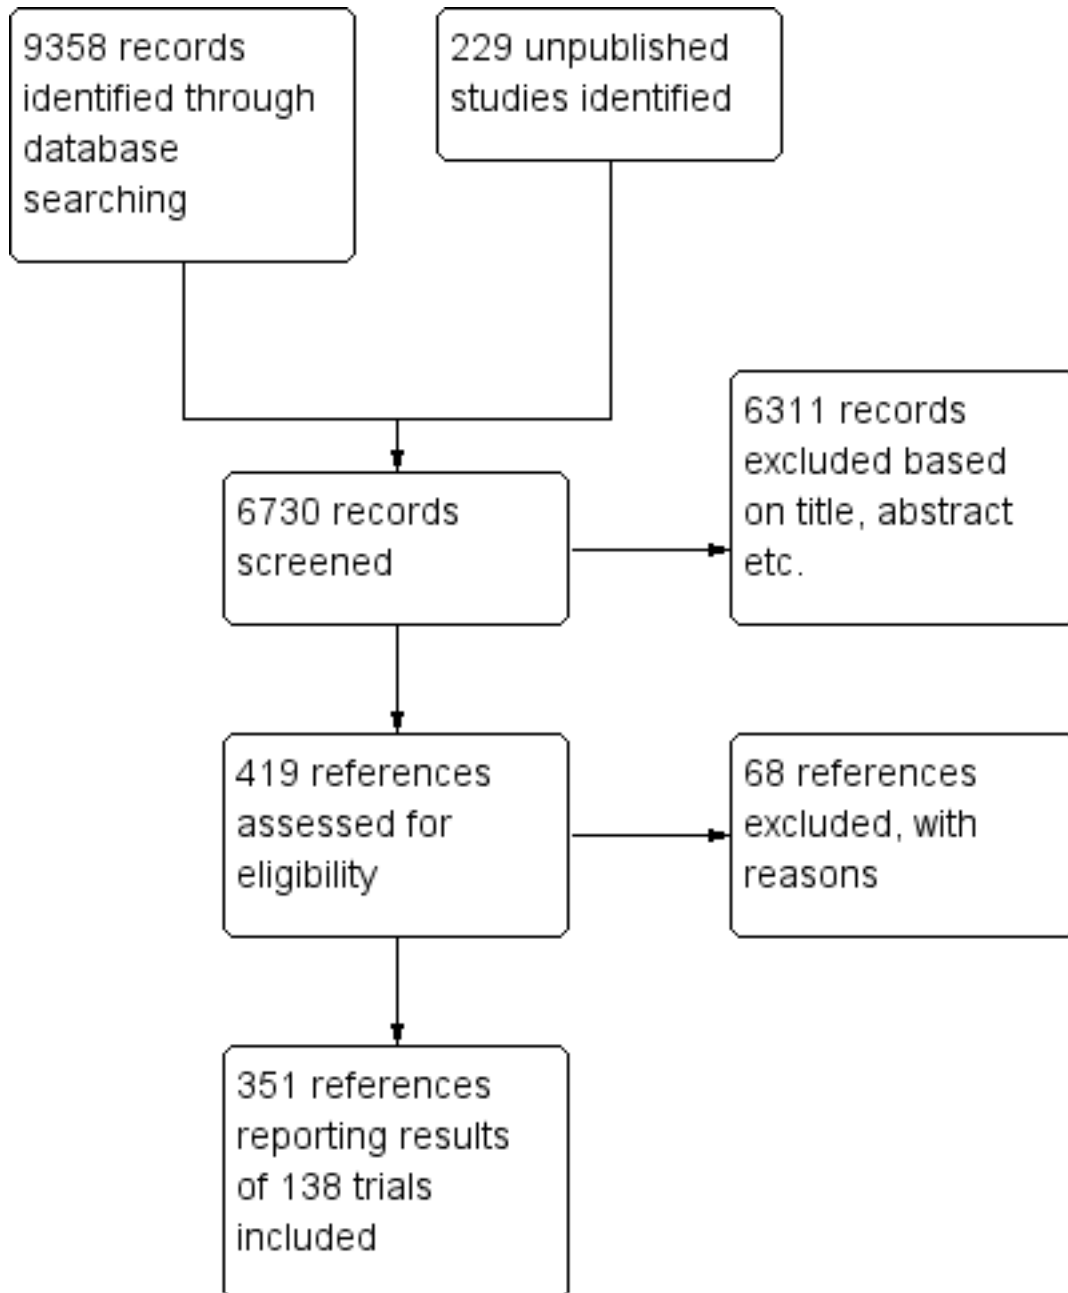 9358 records
identified through
database
searching
229 unpublished
studies identified
6730 records
screened
6311 records
excluded based
on title, abstract
etc.
419 references
assessed for
eligibility
68 references
excluded, with
reasons
351 references
reporting results
of 138 trials
included